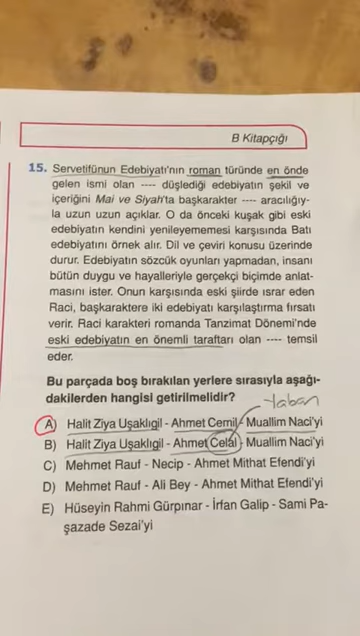 B Kitapçığı
15. Servetifünun Edebiyatı'nın roman türünde en önde
gelen ismi olan ---- düşlediği edebiyatın şekil ve
içeriğini Mai ve Siyah'ta başkarakter ---- aracılığıy-
la uzun uzun açıklar. O da önceki kuşak gibi eski
edebiyatın kendini yenileyememesi karşısında Batı
edebiyatını örnek alır. Dil ve çeviri konusu üzerinde
durur. Edebiyatın sözcük oyunları yapmadan, insanı
bütün duygu ve hayalleriyle gerçekçi biçimde anlat-
masını ister. Onun karşısında eski şiirde ısrar eden
Raci, başkaraktere iki edebiyatı karşılaştırma fırsatı
verir. Raci karakteri romanda Tanzimat Dönemi'nde
eski edebiyatın en önemli taraftarı olan ---- temsil
eder.
Bu parçada boş bırakılan yerlere sırasıyla aşağı-
dakilerden hangisi getirilmelidir?
Yaban
A) Halit Ziya Uşaklıgil - Ahmet Cemil - Muallim Naci'yi
B) Halit Ziya Uşaklıgil - Ahmet Celâl - Muallim Naci'yi
C) Mehmet Rauf - Necip - Ahmet Mithat Efendi'yi
D) Mehmet Rauf - Ali Bey - Ahmet Mithat Efendi'yi
E) Hüseyin Rahmi Gürpınar - İrfan Galip - Sami Pa-
şazade Sezai'yi